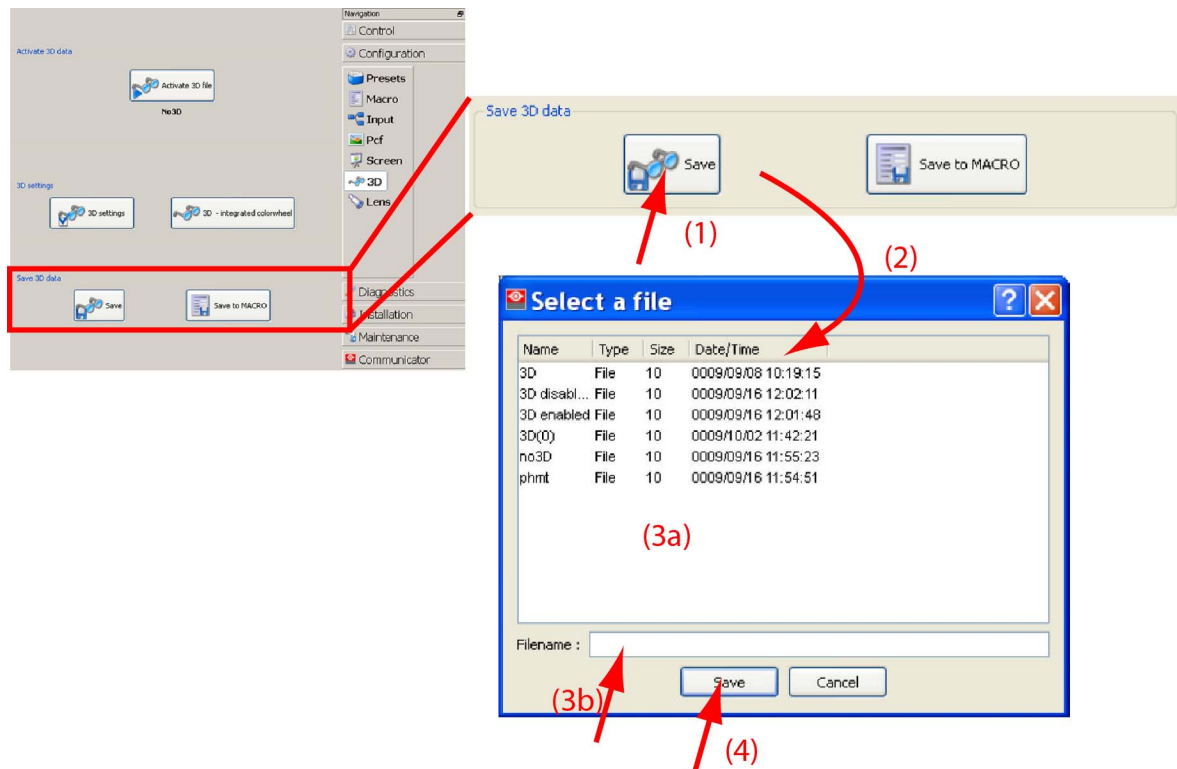 Navigation
Control
Activate 3D data
Configuration
Activate 3D file
No3D
Presets
Macro
Input
Pcf
Screen
3D
Lens
3D settings
3D settings
3D - integrated colorwheel
Save 3D data
Save
Save to MACRO
Diagnostics
Installation
Maintenance
Communicator
Save 3D data
Save
Save to MACRO
(1)
(2)
Select a file
Name Type Size Date/Time
3D File 10 0009/09/08 10:19:15
3D disabl... File 10 0009/09/16 12:02:11
3D enabled File 10 0009/09/16 12:01:48
3D(0) File 10 0009/10/02 11:42:21
no3D File 10 0009/09/16 11:55:23
phmt File 10 0009/09/16 11:54:51
(3a)
Filename :
Save Cancel
(3b)
(4)